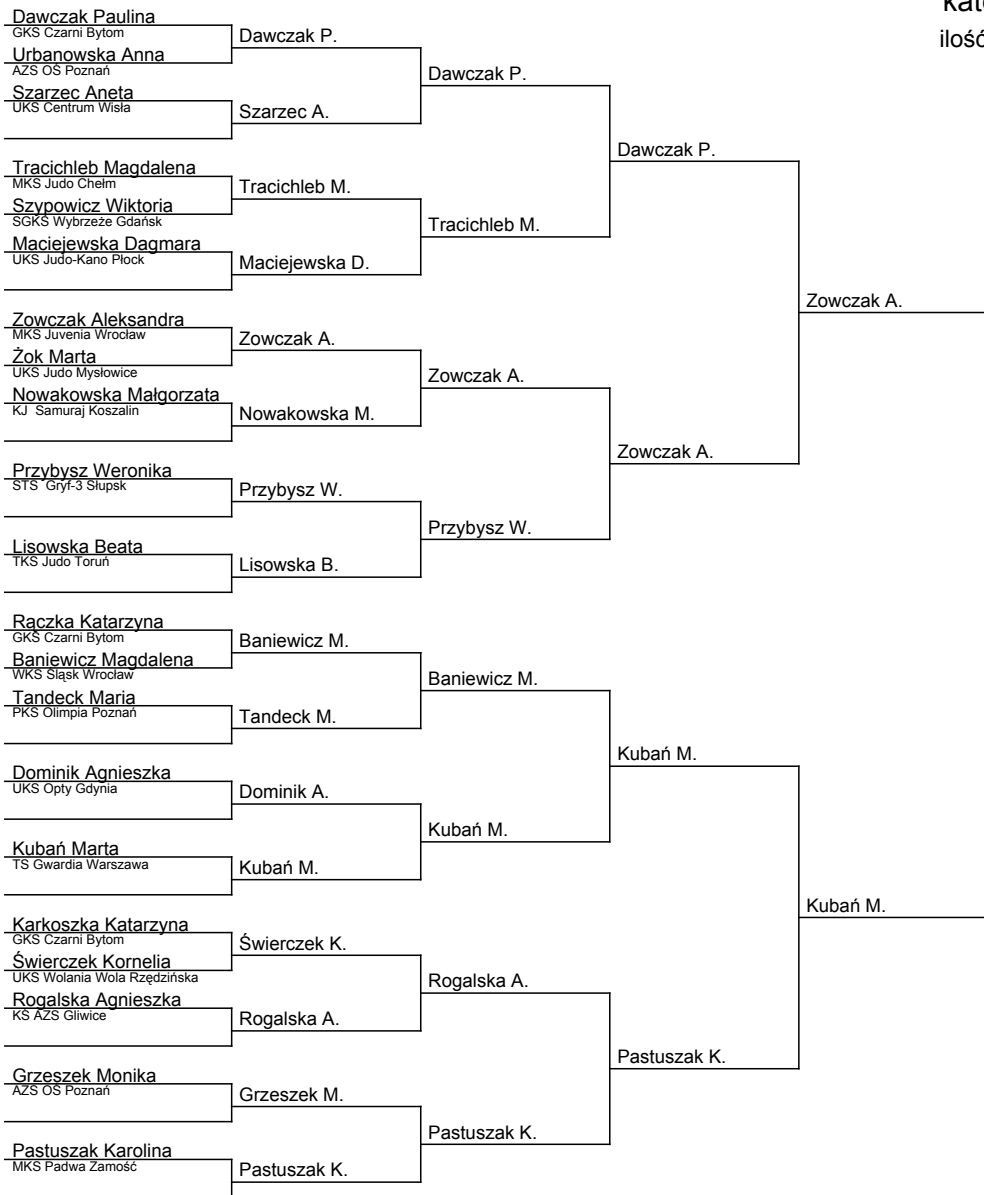 kate
ilość
Dawczak Paulina
GKS Czarni Bytom
Dawczak P.
Urbanowska Anna
AZS OŚ Poznań
Dawczak P.
Szarzec Aneta
UKS Centrum Wisła
Szarzec A.
Dawczak P.
Tracichleb Magdalena
MKS Judo Chełm
Tracichleb M.
Szypowicz Wiktoria
SGKS Wybrzeże Gdańsk
Tracichleb M.
Maciejewska Dagmara
UKS Judo-Kano Płock
Maciejewska D.
Zowczak A.
Zowczak Aleksandra
MKS Juvenia Wrocław
Zowczak A.
Żok Marta
UKS Judo Mysłowice
Zowczak A.
Nowakowska Małgorzata
KJ Samuraj Koszalin
Nowakowska M.
Zowczak A.
Przybysz Weronika
STS Gryf-3 Słupsk
Przybysz W.
Przybysz W.
Lisowska Beata
TKS Judo Toruń
Lisowska B.
Rączka Katarzyna
GKS Czarni Bytom
Baniewicz M.
Baniewicz Magdalena
WKS Śląsk Wrocław
Baniewicz M.
Tandeck Maria
PKS Olimpia Poznań
Tandeck M.
Kubań M.
Dominik Agnieszka
UKS Opty Gdynia
Dominik A.
Kubań M.
Kubań Marta
TS Gwardia Warszawa
Kubań M.
Kubań M.
Karkoszka Katarzyna
GKS Czarni Bytom
Świerczek K.
Świerczek Kornelia
UKS Wolania Wola Rzędzińska
Rogalska A.
Rogalska Agnieszka
KŚ AZS Gliwice
Rogalska A.
Pastuszak K.
Grzeszek Monika
AZS OŚ Poznań
Grzeszek M.
Pastuszak K.
Pastuszak Karolina
MKS Padwa Zamość
Pastuszak K.